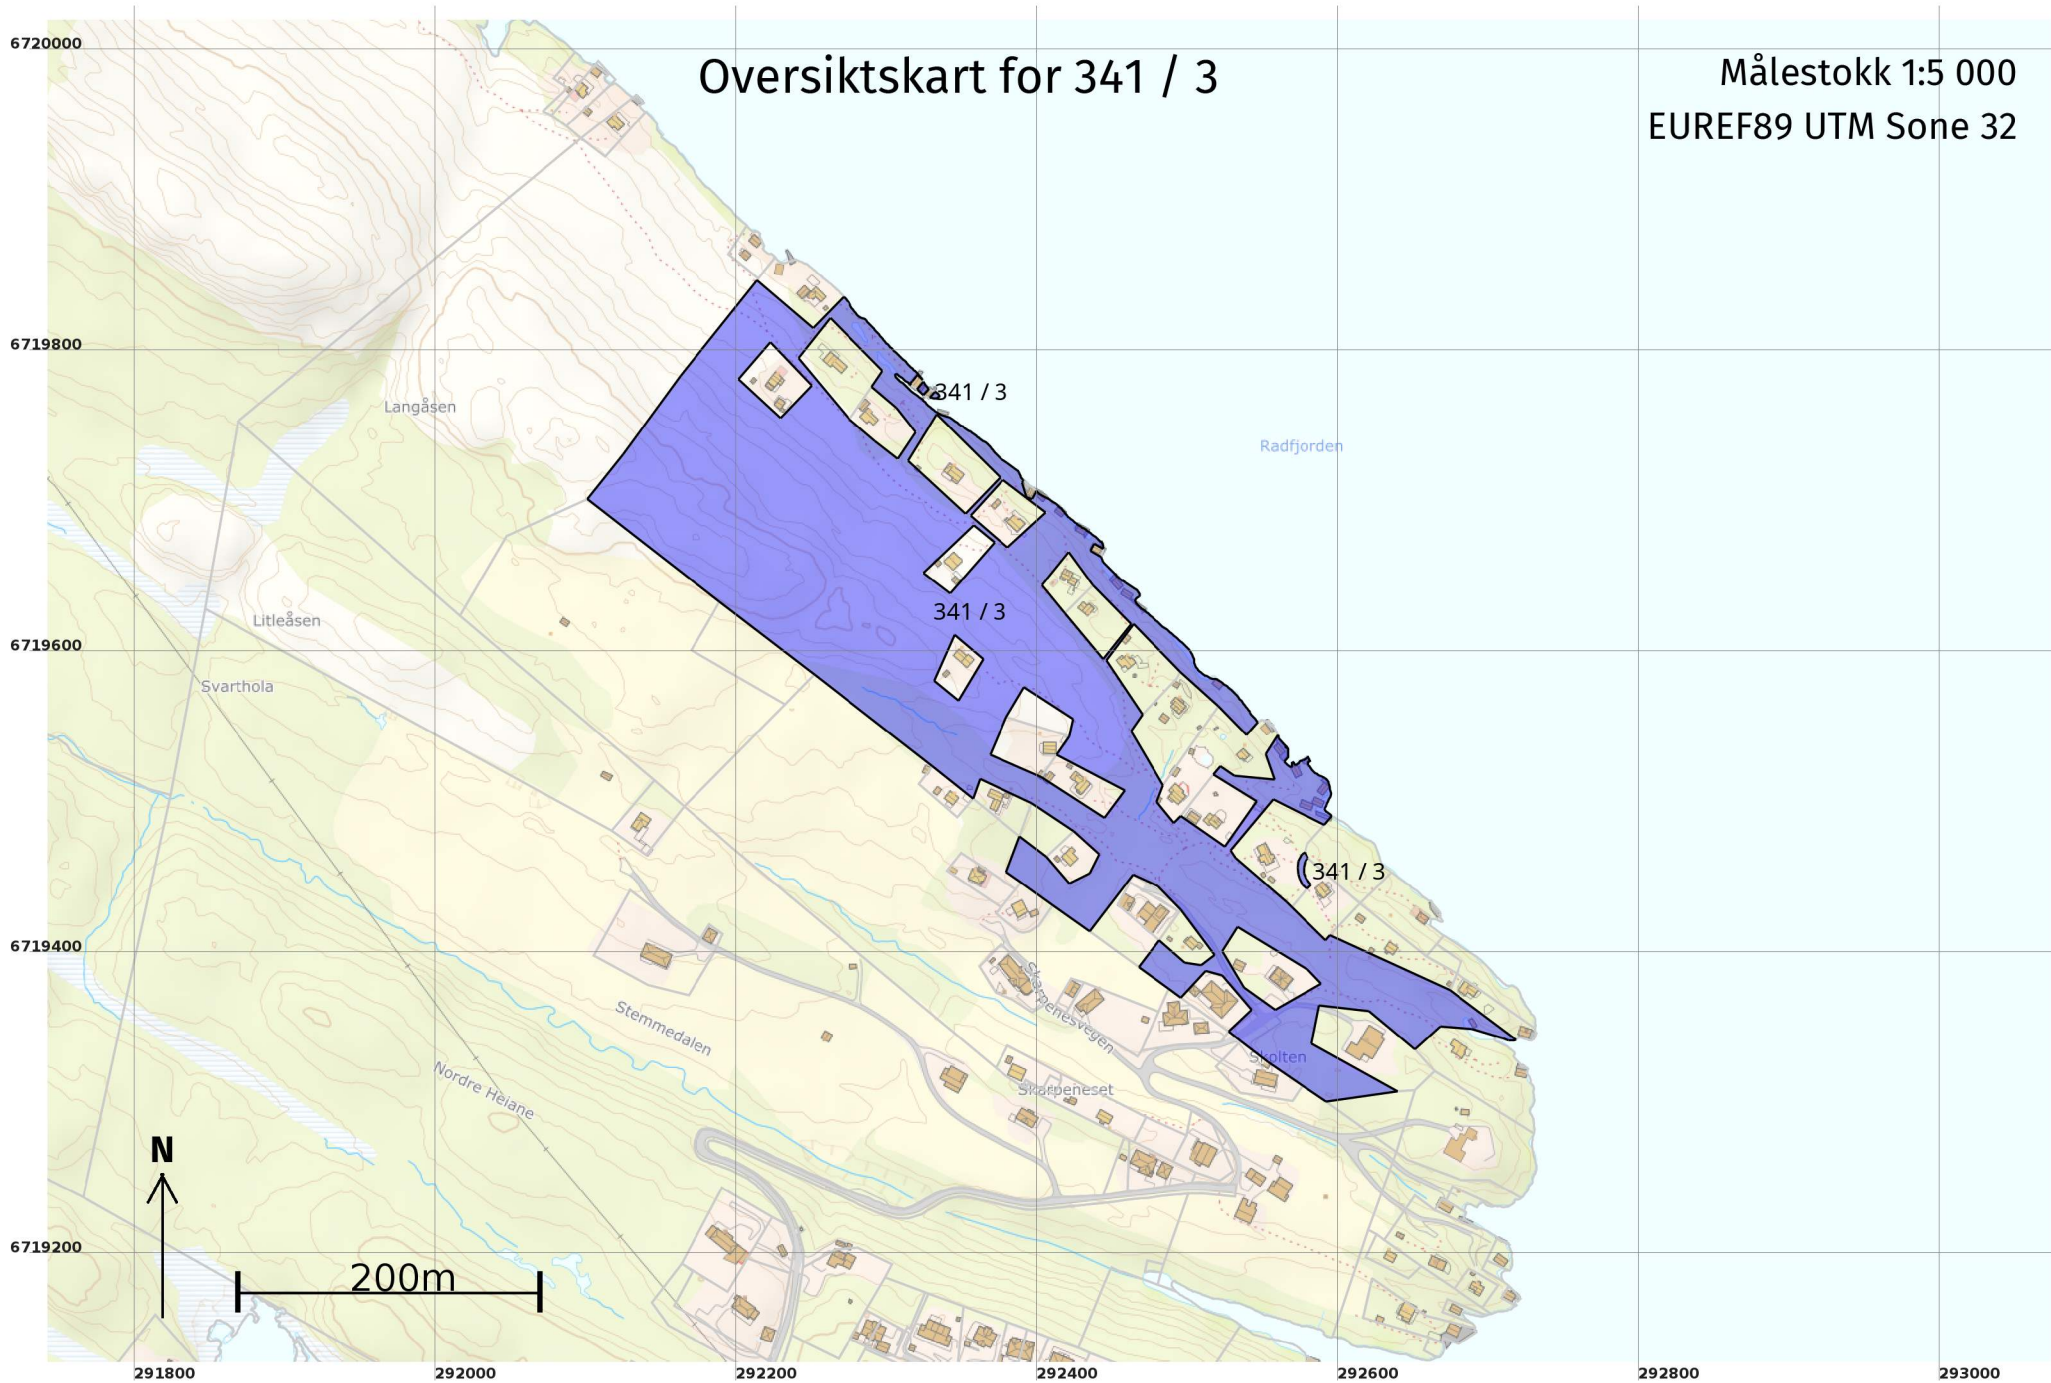 6720000
Oversiktskart for 341 / 3
Målestokk 1:5 000
EUREF89 UTM Sone 32
6719800
341 / 3
Langåsen
Radfjorden
341 / 3
Litleåsen
6719600
Svarthola
341 / 3
6719400
Skarpenesvegen
Stemmedalen
Skolten
Nordre Heiane
Skarpeneset
N
6719200
200m
291800
292000
292200
292400
292600
292800
293000